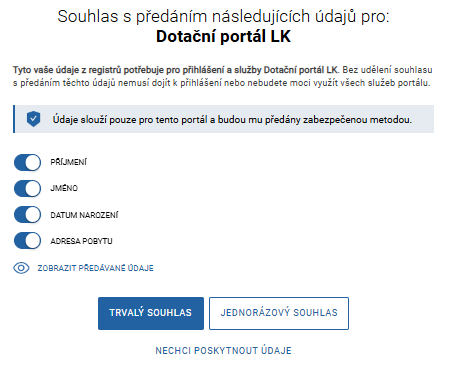 Souhlas s předáním následujících údajů pro:
Dotační portál LK
Tyto vaše údaje z registrů potřebuje pro přihlášení a služby Dotační portál LK. Bez udělení souhlasu
s předáním těchto údajů nemusí dojít k přihlášení nebo nebudete moci využít všech služeb portálu.
Údaje slouží pouze pro tento portál a budou mu předány zabezpečenou metodou.
PŘÍJMENÍ
JMÉNO
DATUM NAROZENÍ
ADRESA POBYTU
ZOBRAZIT PŘEDÁVANÉ ÚDAJE
TRVALÝ SOUHLAS JEDNORÁZOVÝ SOUHLAS
NECHCI POSKYTNOUT ÚDAJE